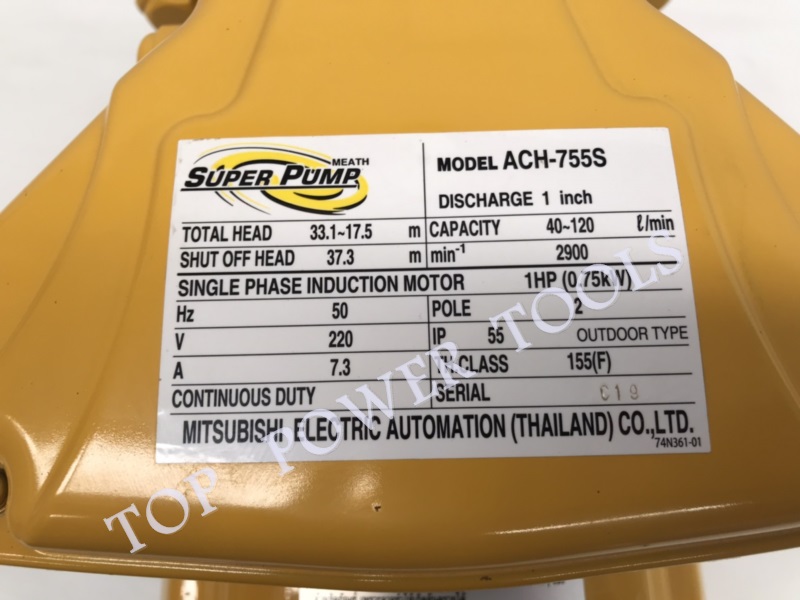 MEATH
SUPER PUMP
MODEL ACH-755S
DISCHARGE 1 inch
TOTAL HEAD 33.1~17.5 m CAPACITY 40~120 ℓ/min
SHUT OFF HEAD 37.3 m min⁻¹ 2900
SINGLE PHASE INDUCTION MOTOR 1HP (0.75kW)
Hz 50 POLE 2
V 220 IP 55 OUTDOOR TYPE
A 7.3 TH.CLASS 155(F)
CONTINUOUS DUTY SERIAL C19
MITSUBISHI ELECTRIC AUTOMATION (THAILAND) CO.,LTD.
74N361-01
TOP POWER TOOLS